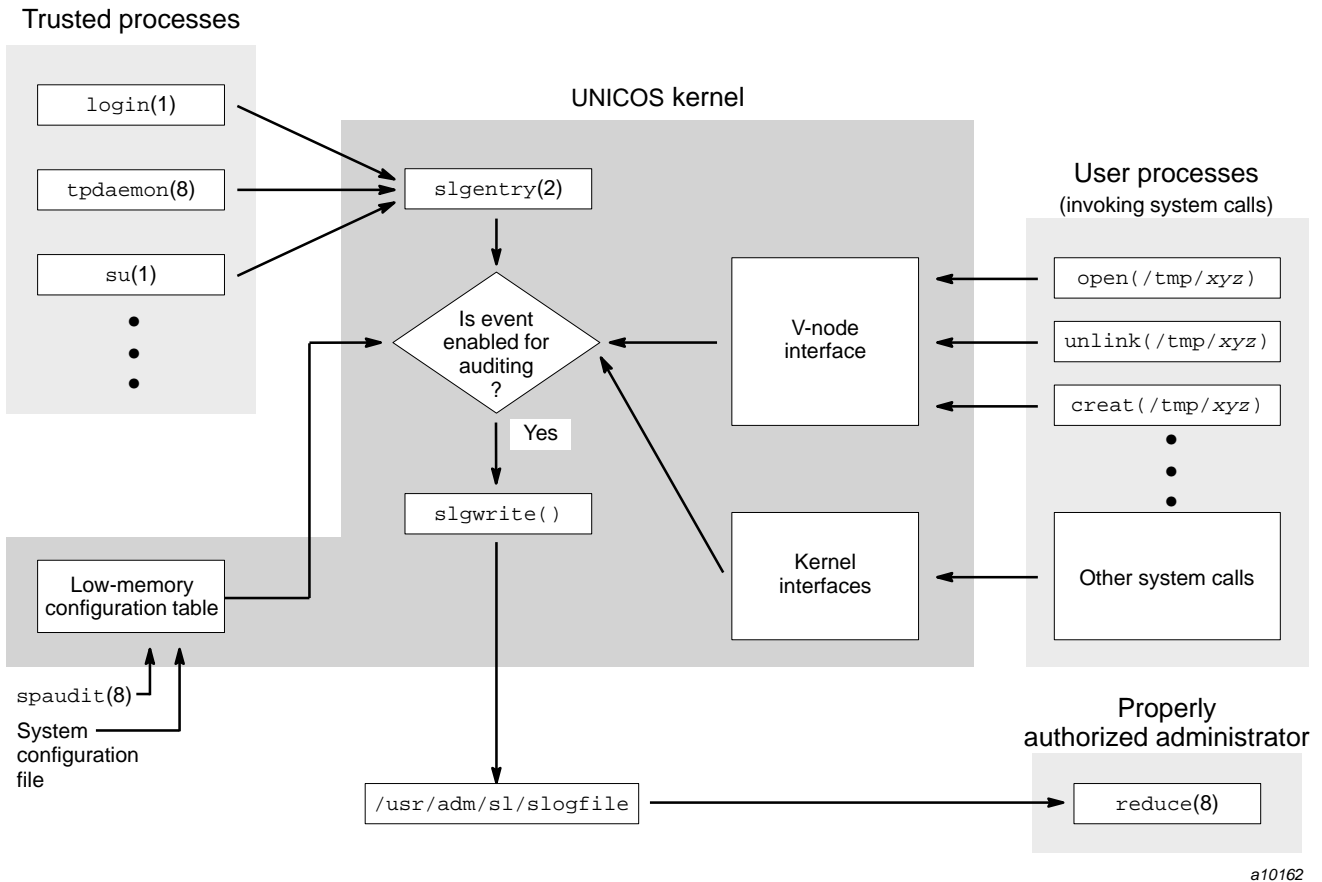 Trusted processes
login(1)
tpdaemon(8)
su(1)
UNICOS kernel
slgentry(2)
Is event
enabled for
auditing
?
Yes
slgwrite()
V-node
interface
Kernel
interfaces
Low-memory
configuration table
spaudit(8)
System
configuration
file
User processes
(invoking system calls)
open(/tmp/xyz)
unlink(/tmp/xyz)
creat(/tmp/xyz)
Other system calls
Properly
authorized administrator
/usr/adm/sl/slogfile
reduce(8)
a10162